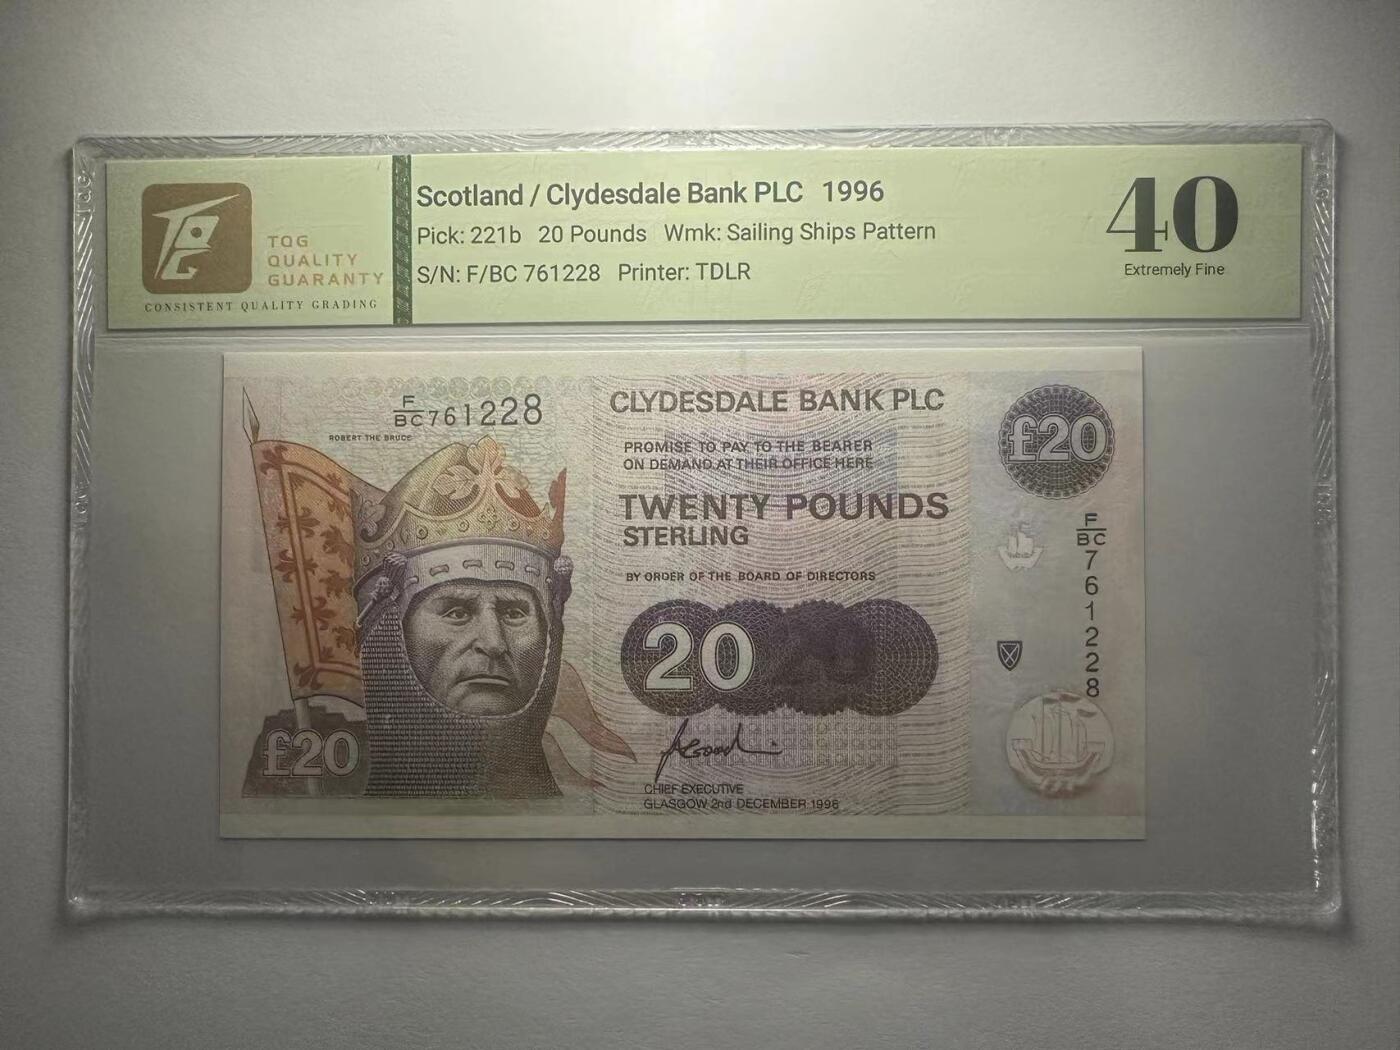 TQG
QUALITY
GUARANTY
CONSISTENT QUALITY GRADING
Scotland / Clydesdale Bank PLC 1996
Pick: 221b 20 Pounds Wmk: Sailing Ships Pattern
S/N: F/BC 761228 Printer: TDLR
40
Extremely Fine
F/BC 761228
ROBERT THE BRUCE
CLYDESDALE BANK PLC
PROMISE TO PAY TO THE BEARER
ON DEMAND AT THEIR OFFICE HERE
TWENTY POUNDS
STERLING
BY ORDER OF THE BOARD OF DIRECTORS
20
£20
CHIEF EXECUTIVE
GLASGOW 2nd DECEMBER 1996
£20
F/BC 761228